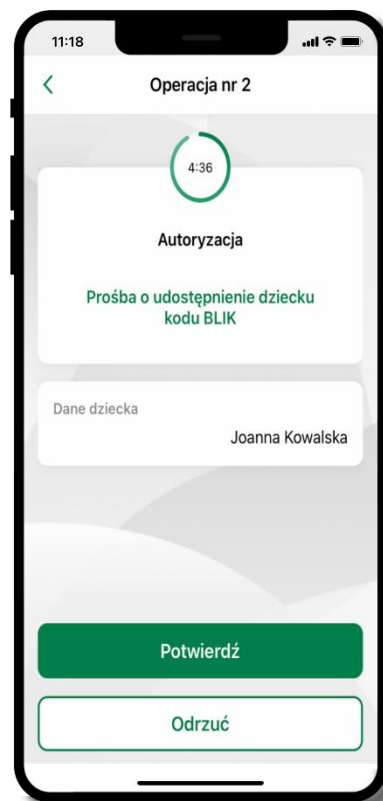 11:18
Operacja nr 2
4:36
Autoryzacja
Prośba o udostępnienie dziecku
kodu BLIK
Dane dziecka
Joanna Kowalska
Potwierdź
Odrzuć